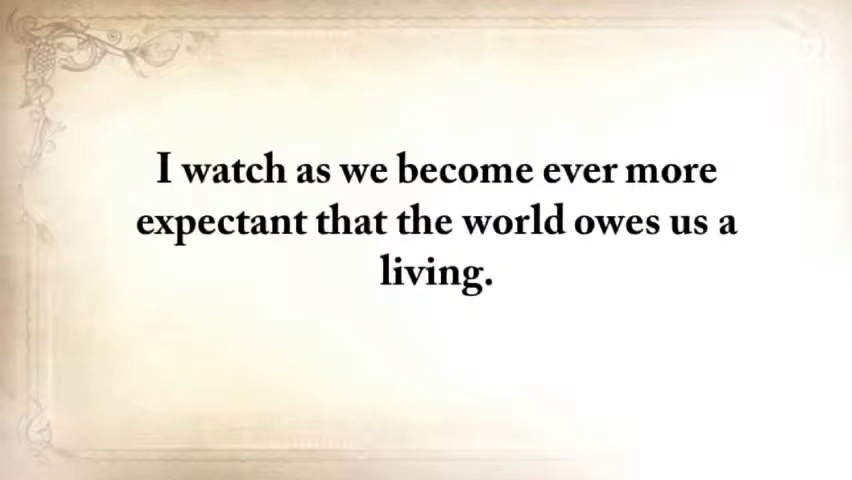 I watch as we become ever more
expectant that the world owes us a
living.